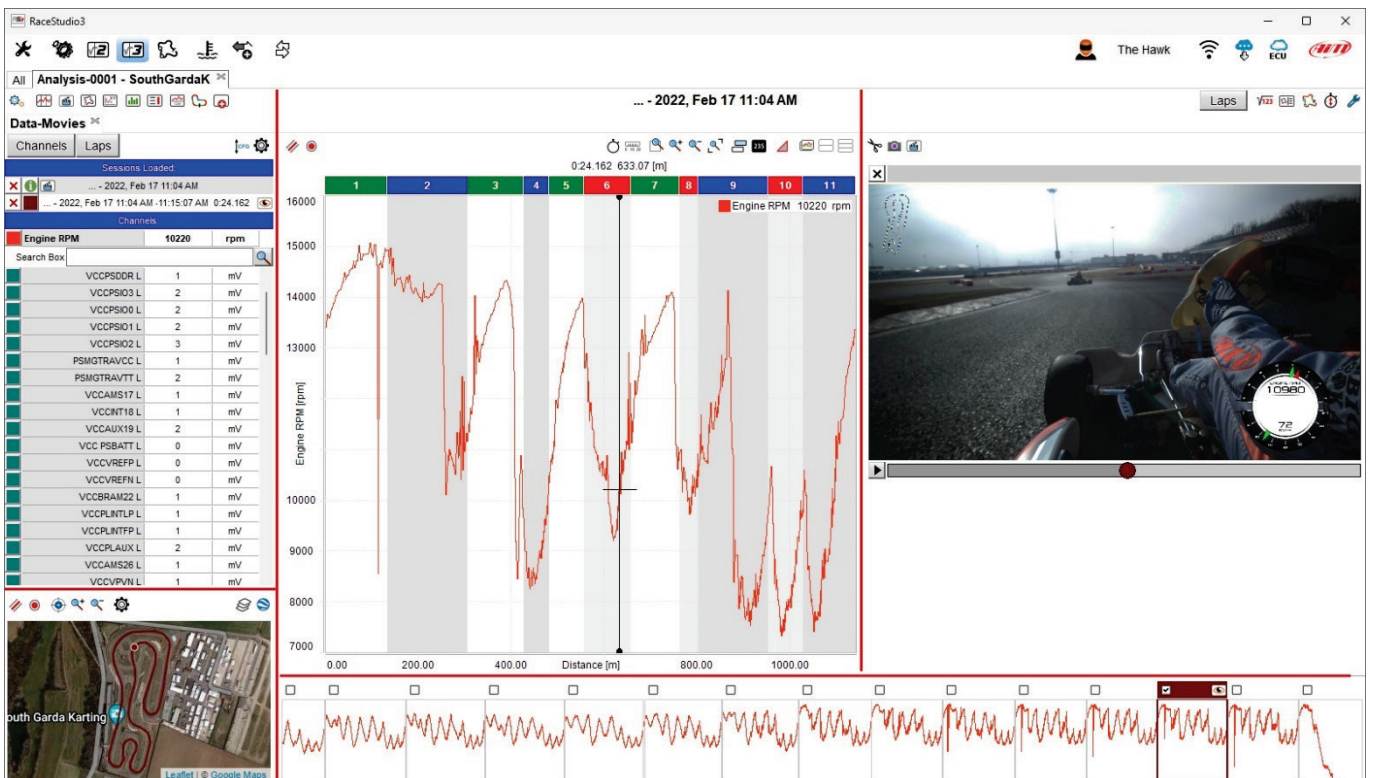 RaceStudio3
The Hawk
ECU
AiM
All Analysis-0001 - SouthGardaK
... - 2022, Feb 17 11:04 AM
Laps
Data-Movies
Channels Laps
Sessions Loaded:
... - 2022, Feb 17 11:04 AM
... - 2022, Feb 17 11:04 AM -11:15:07 AM 0:24.162
Channels
Engine RPM 10220 rpm
Search Box
VCCPSDDR L 1 mV
VCCPSIO3 L 2 mV
VCCPSIO0 L 2 mV
VCCPSIO1 L 2 mV
VCCPSIO2 L 3 mV
PSMGTRAVCC L 1 mV
PSMGTRAVTT L 2 mV
VCCAMS17 L 1 mV
VCCINT18 L 1 mV
VCCAUX19 L 2 mV
VCC PSBATT L 0 mV
VCCVREFP L 0 mV
VCCVREFN L 0 mV
VCCBRAM22 L 1 mV
VCCPLINTLP L 1 mV
VCCPLINTFP L 1 mV
VCCPLAUX L 2 mV
VCCAMS26 L 1 mV
VCCVPVN L 1 mV
outh Garda Karting
Leaflet | © Google Maps
0:24.162 633.07 [m]
1 2 3 4 5 6 7 8 9 10 11
Engine RPM 10220 rpm
16000
15000
14000
13000
Engine RPM [rpm]
10000
9000
8000
7000
0.00 200.00 400.00 Distance [m] 800.00 1000.00
10980
72